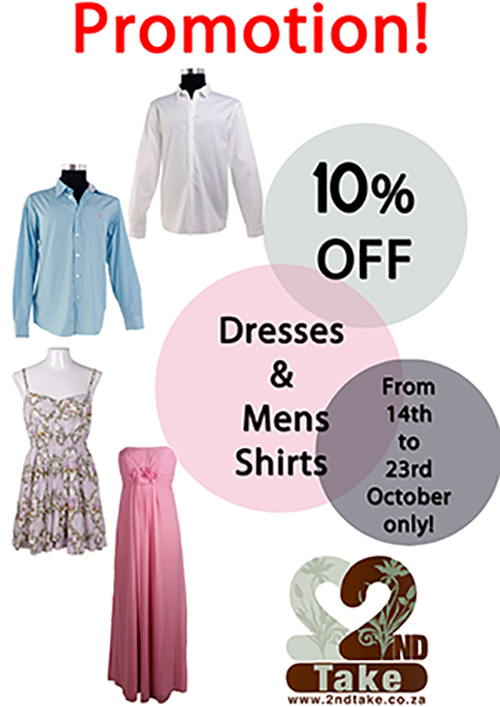 Promotion!
10%
OFF
Dresses
&
Mens
Shirts
From
14th
to
23rd
October
only!
2ND
Take
www.2ndtake.co.za